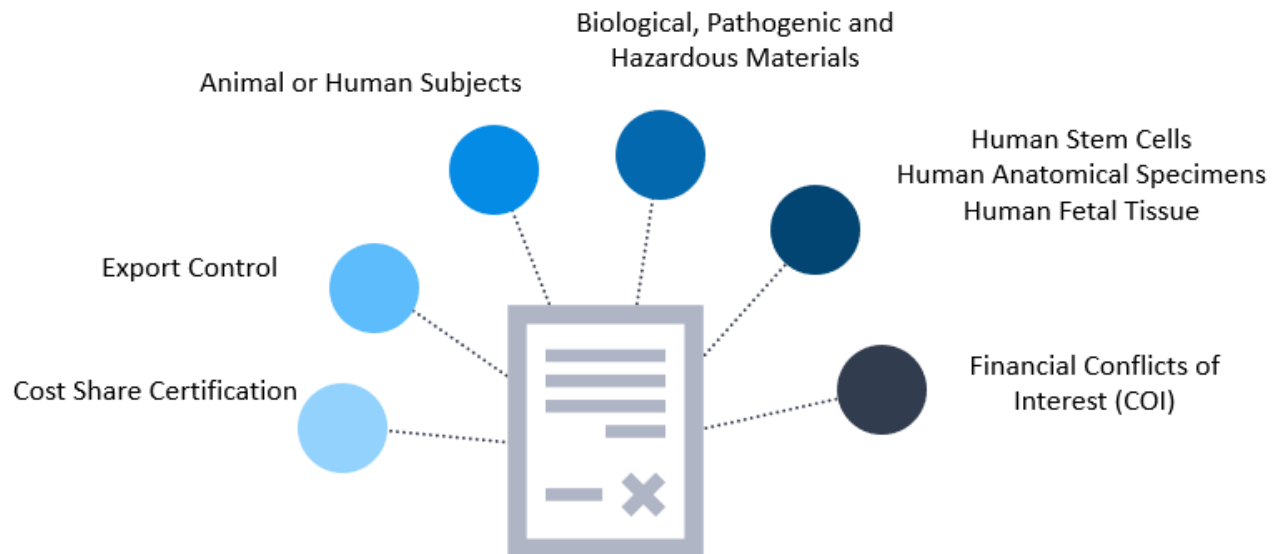 Biological, Pathogenic and
Hazardous Materials
Animal or Human Subjects
Human Stem Cells
Human Anatomical Specimens
Human Fetal Tissue
Export Control
Cost Share Certification
Financial Conflicts of
Interest (COI)